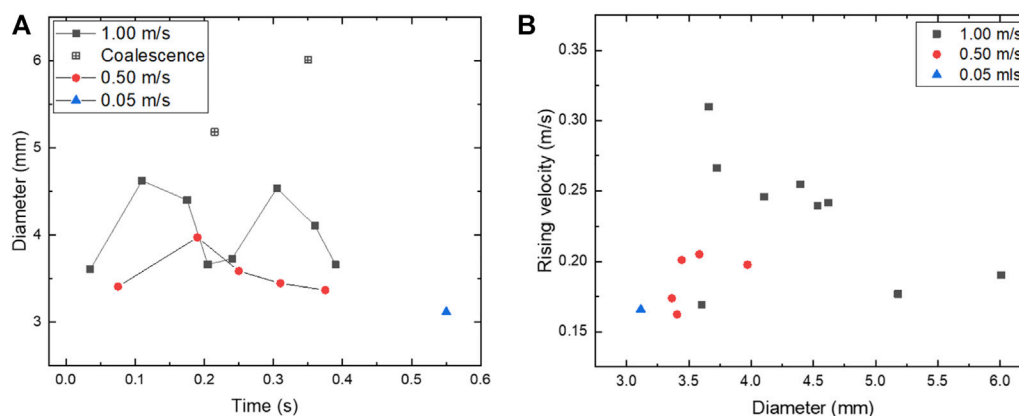 A
1.00 m/s
Coalescence
0.50 m/s
0.05 m/s
6
5
4
3
Diameter (mm)
0.0 0.1 0.2 0.3 0.4 0.5 0.6
Time (s)
B
1.00 m/s
0.50 m/s
0.05 mls
0.35
0.30
0.25
0.20
0.15
Rising velocity (m/s)
3.0 3.5 4.0 4.5 5.0 5.5 6.0
Diameter (mm)